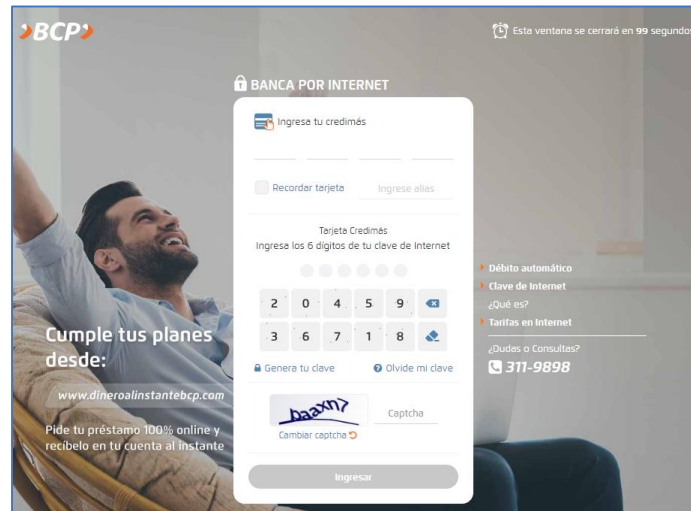 BCP
Esta ventana se cerrará en 99 segundos
BANCA POR INTERNET
Ingresa tu credimás
Recordar tarjeta
Ingrese alias
Tarjeta Credimás
Ingresa los 6 dígitos de tu clave de Internet
2 0 4 5 9
3 6 7 1 8
Genera tu clave
Olvide mi clave
baaxn7
Captcha
Cambiar captcha
Ingresar
Cumple tus planes
desde:
www.dineroalinstantebcp.com
Pide tu préstamo 100% online y
recíbelo en tu cuenta al instante
Débito automático
Clave de Internet
¿Qué es?
Tarifas en Internet
¿Dudas o Consultas?
311-9898